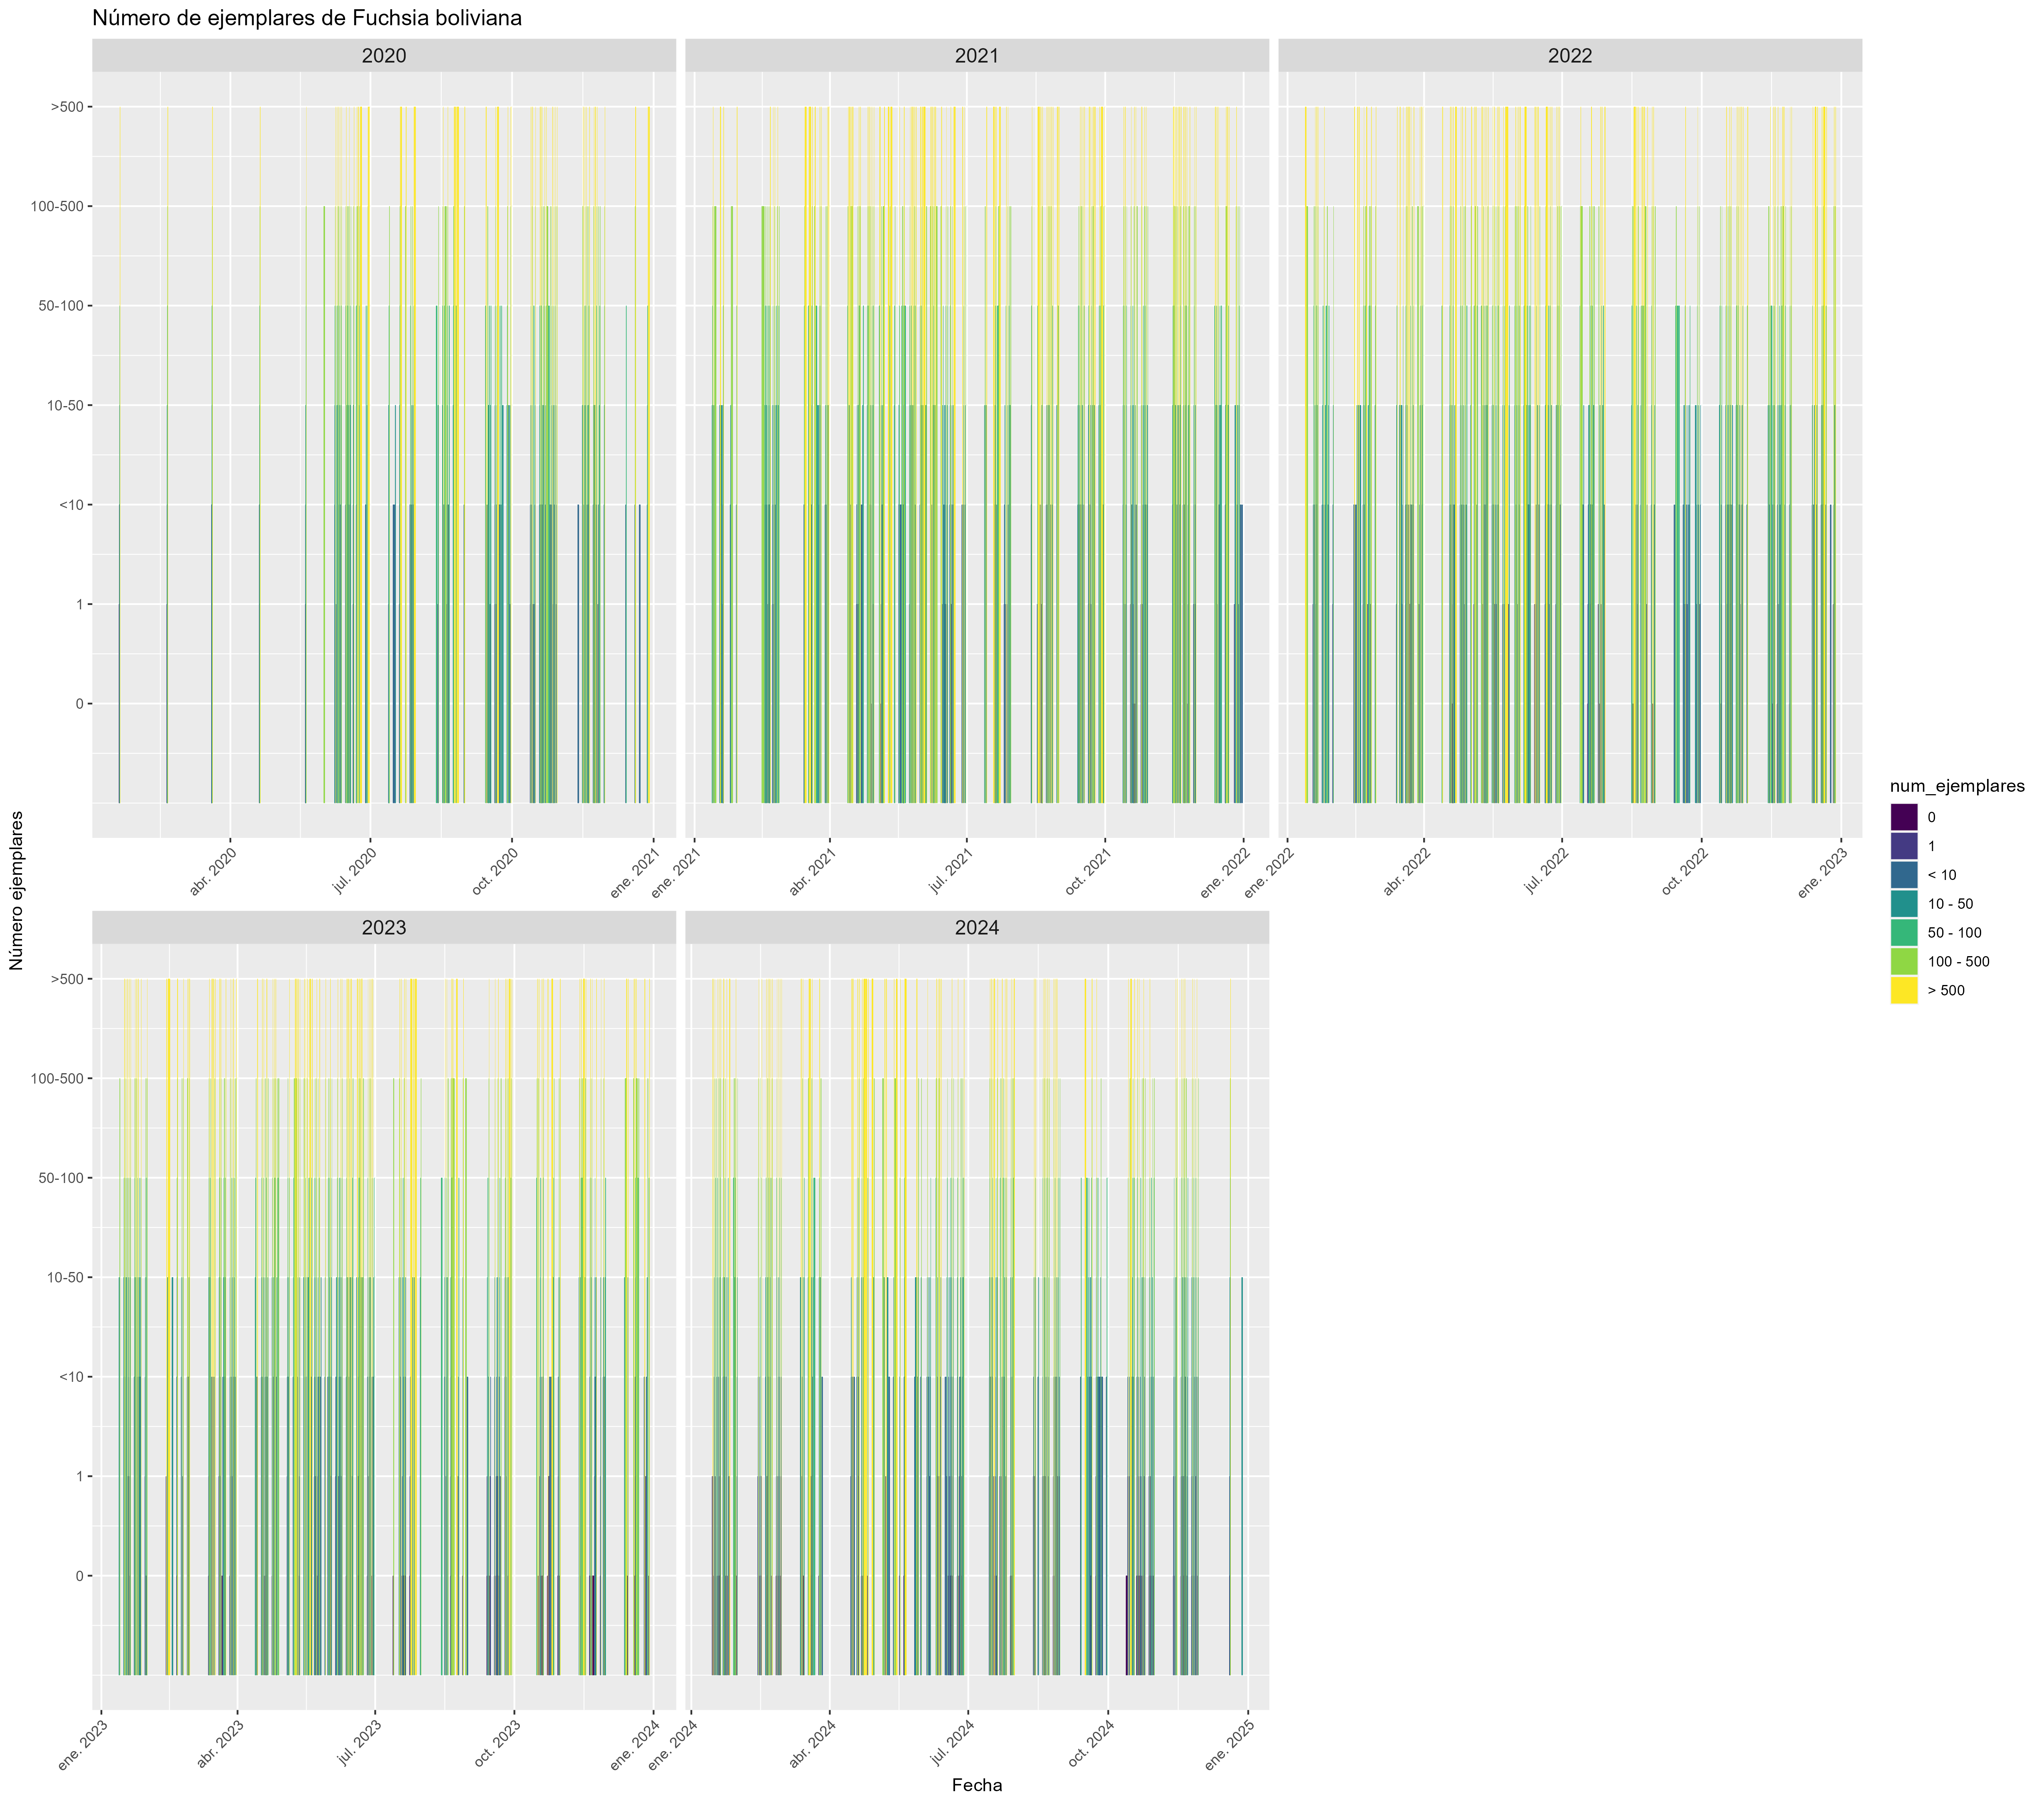 Número de ejemplares de Fuchsia boliviana
2020
2021
2022
>500
100-500
50-100
10-50
<10
1
0
abr. 2020
jul. 2020
oct. 2020
ene. 2021
ene. 2021
abr. 2021
jul. 2021
oct. 2021
ene. 2022
ene. 2022
abr. 2022
jul. 2022
oct. 2022
ene. 2023
Número ejemplares
num_ejemplares
0
1
< 10
10 - 50
50 - 100
100 - 500
> 500
2023
2024
>500
100-500
50-100
10-50
<10
1
0
ene. 2023
abr. 2023
jul. 2023
oct. 2023
ene. 2024
ene. 2024
abr. 2024
jul. 2024
oct. 2024
ene. 2025
Fecha